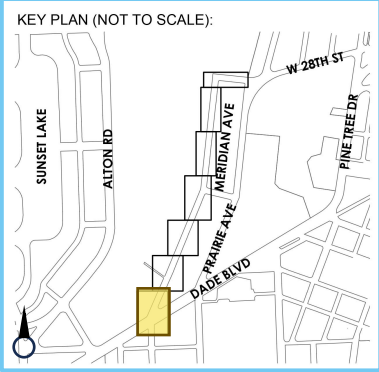 KEY PLAN (NOT TO SCALE):
W 28TH ST
SUNSET LAKE
ALTON RD
MERIDIAN AVE
PINE TREE DR
PRAIRIE AVE
DADE BLVD